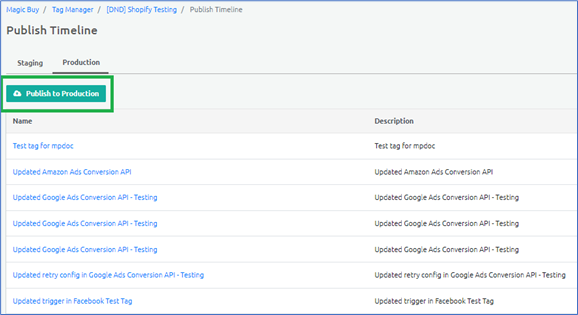 Magic Buy / Tag Manager / [DND] Shopify Testing / Publish Timeline
Publish Timeline
Staging Production
Publish to Production
Name Description
Test tag for mpdoc Test tag for mpdoc
Updated Amazon Ads Conversion API Updated Amazon Ads Conversion API
Updated Google Ads Conversion API - Testing Updated Google Ads Conversion API - Testing
Updated Google Ads Conversion API - Testing Updated Google Ads Conversion API - Testing
Updated Google Ads Conversion API - Testing Updated Google Ads Conversion API - Testing
Updated retry config in Google Ads Conversion API - Testing Updated retry config in Google Ads Conversion API - Testing
Updated trigger in Facebook Test Tag Updated trigger in Facebook Test Tag